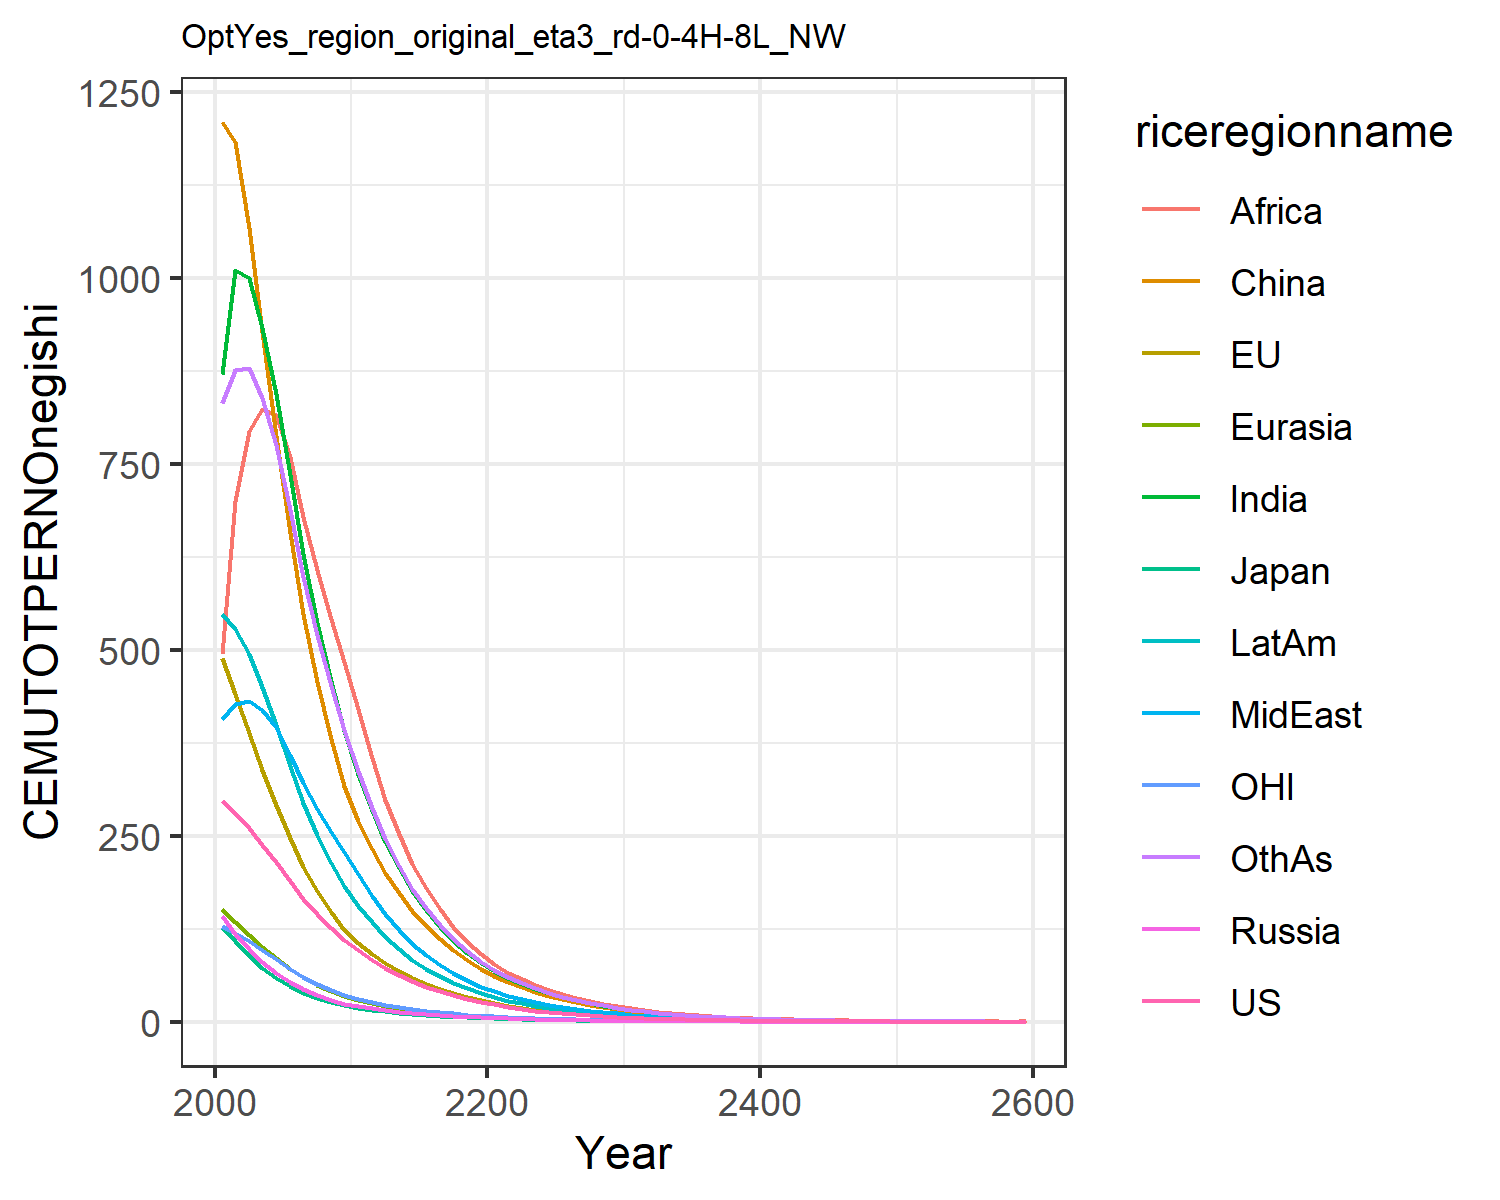 OptYes_region_original_eta3_rd-0-4H-8L_NW
CEMUTOTPERNOnegishi
1250
1000
750
500
250
0
2000
2200
2400
2600
Year
riceregionname
Africa
China
EU
Eurasia
India
Japan
LatAm
MidEast
OHI
OthAs
Russia
US